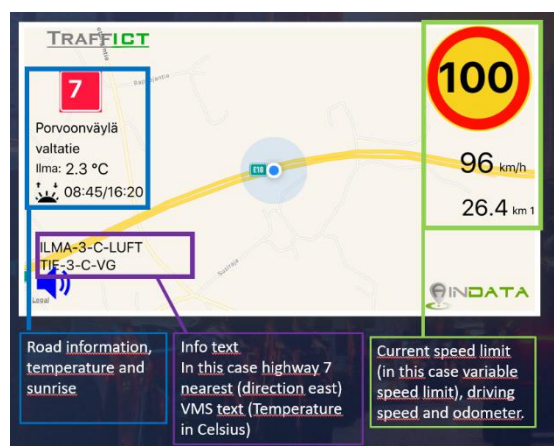 TRAFFICT
7
Porvoonväylä
valtatie
Ilma: 2.3 °C
08:45/16:20
ILMA-3-C-LUFT
TIE-3-C-VG
Legal
E18
100
96 km/h
26.4 km 1
AINDATA
Road information,
temperature and
sunrise
Info text
In this case highway 7
nearest (direction east)
VMS text (Temperature
in Celsius)
Current speed limit
(in this case variable
speed limit), driving
speed and odometer.